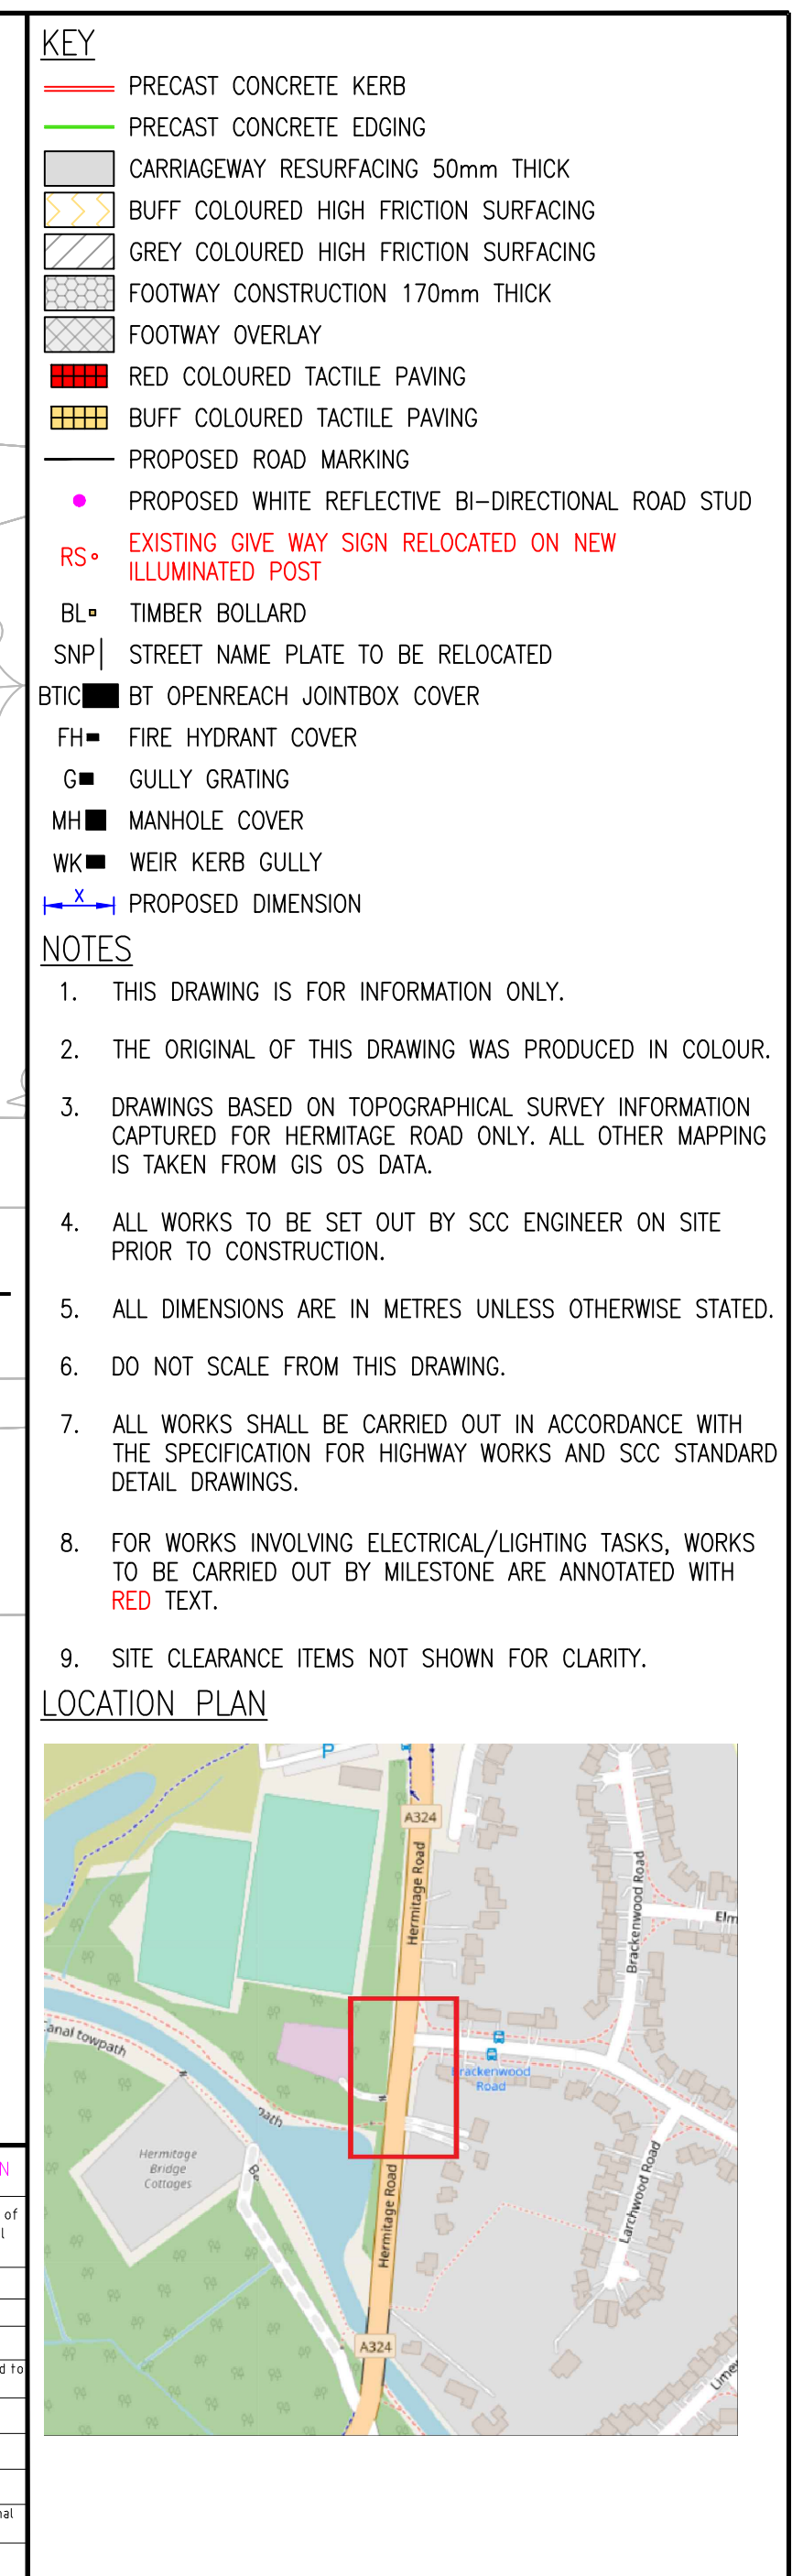 KEY
PRECAST CONCRETE KERB
PRECAST CONCRETE EDGING
CARRIAGEWAY RESURFACING 50mm THICK
BUFF COLOURED HIGH FRICTION SURFACING
GREY COLOURED HIGH FRICTION SURFACING
FOOTWAY CONSTRUCTION 170mm THICK
FOOTWAY OVERLAY
RED COLOURED TACTILE PAVING
BUFF COLOURED TACTILE PAVING
PROPOSED ROAD MARKING
PROPOSED WHITE REFLECTIVE BI-DIRECTIONAL ROAD STUD
RS EXISTING GIVE WAY SIGN RELOCATED ON NEW
ILLUMINATED POST
BL TIMBER BOLLARD
SNP STREET NAME PLATE TO BE RELOCATED
BTIC BT OPENREACH JOINTBOX COVER
FH FIRE HYDRANT COVER
G GULLY GRATING
MH MANHOLE COVER
WK WEIR KERB GULLY
X PROPOSED DIMENSION
NOTES
1. THIS DRAWING IS FOR INFORMATION ONLY.
2. THE ORIGINAL OF THIS DRAWING WAS PRODUCED IN COLOUR.
3. DRAWINGS BASED ON TOPOGRAPHICAL SURVEY INFORMATION
CAPTURED FOR HERMITAGE ROAD ONLY. ALL OTHER MAPPING
IS TAKEN FROM GIS OS DATA.
4. ALL WORKS TO BE SET OUT BY SCC ENGINEER ON SITE
PRIOR TO CONSTRUCTION.
5. ALL DIMENSIONS ARE IN METRES UNLESS OTHERWISE STATED.
6. DO NOT SCALE FROM THIS DRAWING.
7. ALL WORKS SHALL BE CARRIED OUT IN ACCORDANCE WITH
THE SPECIFICATION FOR HIGHWAY WORKS AND SCC STANDARD
DETAIL DRAWINGS.
8. FOR WORKS INVOLVING ELECTRICAL/LIGHTING TASKS, WORKS
TO BE CARRIED OUT BY MILESTONE ARE ANNOTATED WITH
RED TEXT.
9. SITE CLEARANCE ITEMS NOT SHOWN FOR CLARITY.
LOCATION PLAN
P
A324
Hermitage Road
Brackenwood Road
Elm
Canal towpath
path
Brackenwood
Road
Hermitage
Bridge
Cottages
Be
Hermitage Road
Larchwood Road
A324
Limew
N
of
l
d to
nal